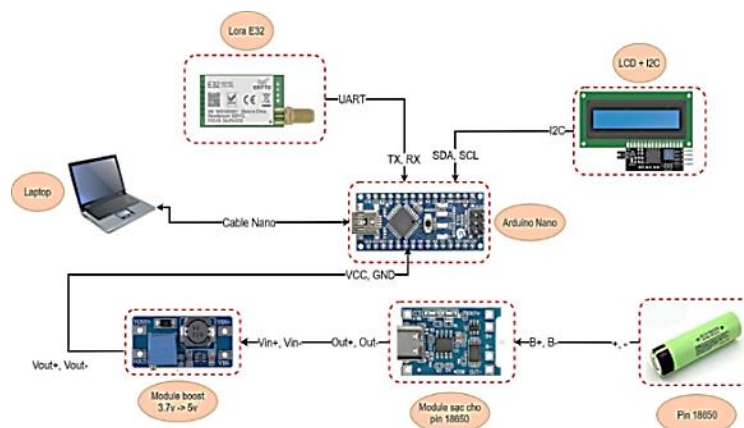 Lora E32
LCD + I2C
E32
UART
I2C
TX, RX
SDA, SCL
Laptop
Cable Nano
Arduino Nano
VCC, GND
Vin+, Vin-
Out+, Out-
B+, B-
+, -
Vout+, Vout-
Module boost
3.7v -> 5v
Module sạc cho
pin 18650
Pin 18650